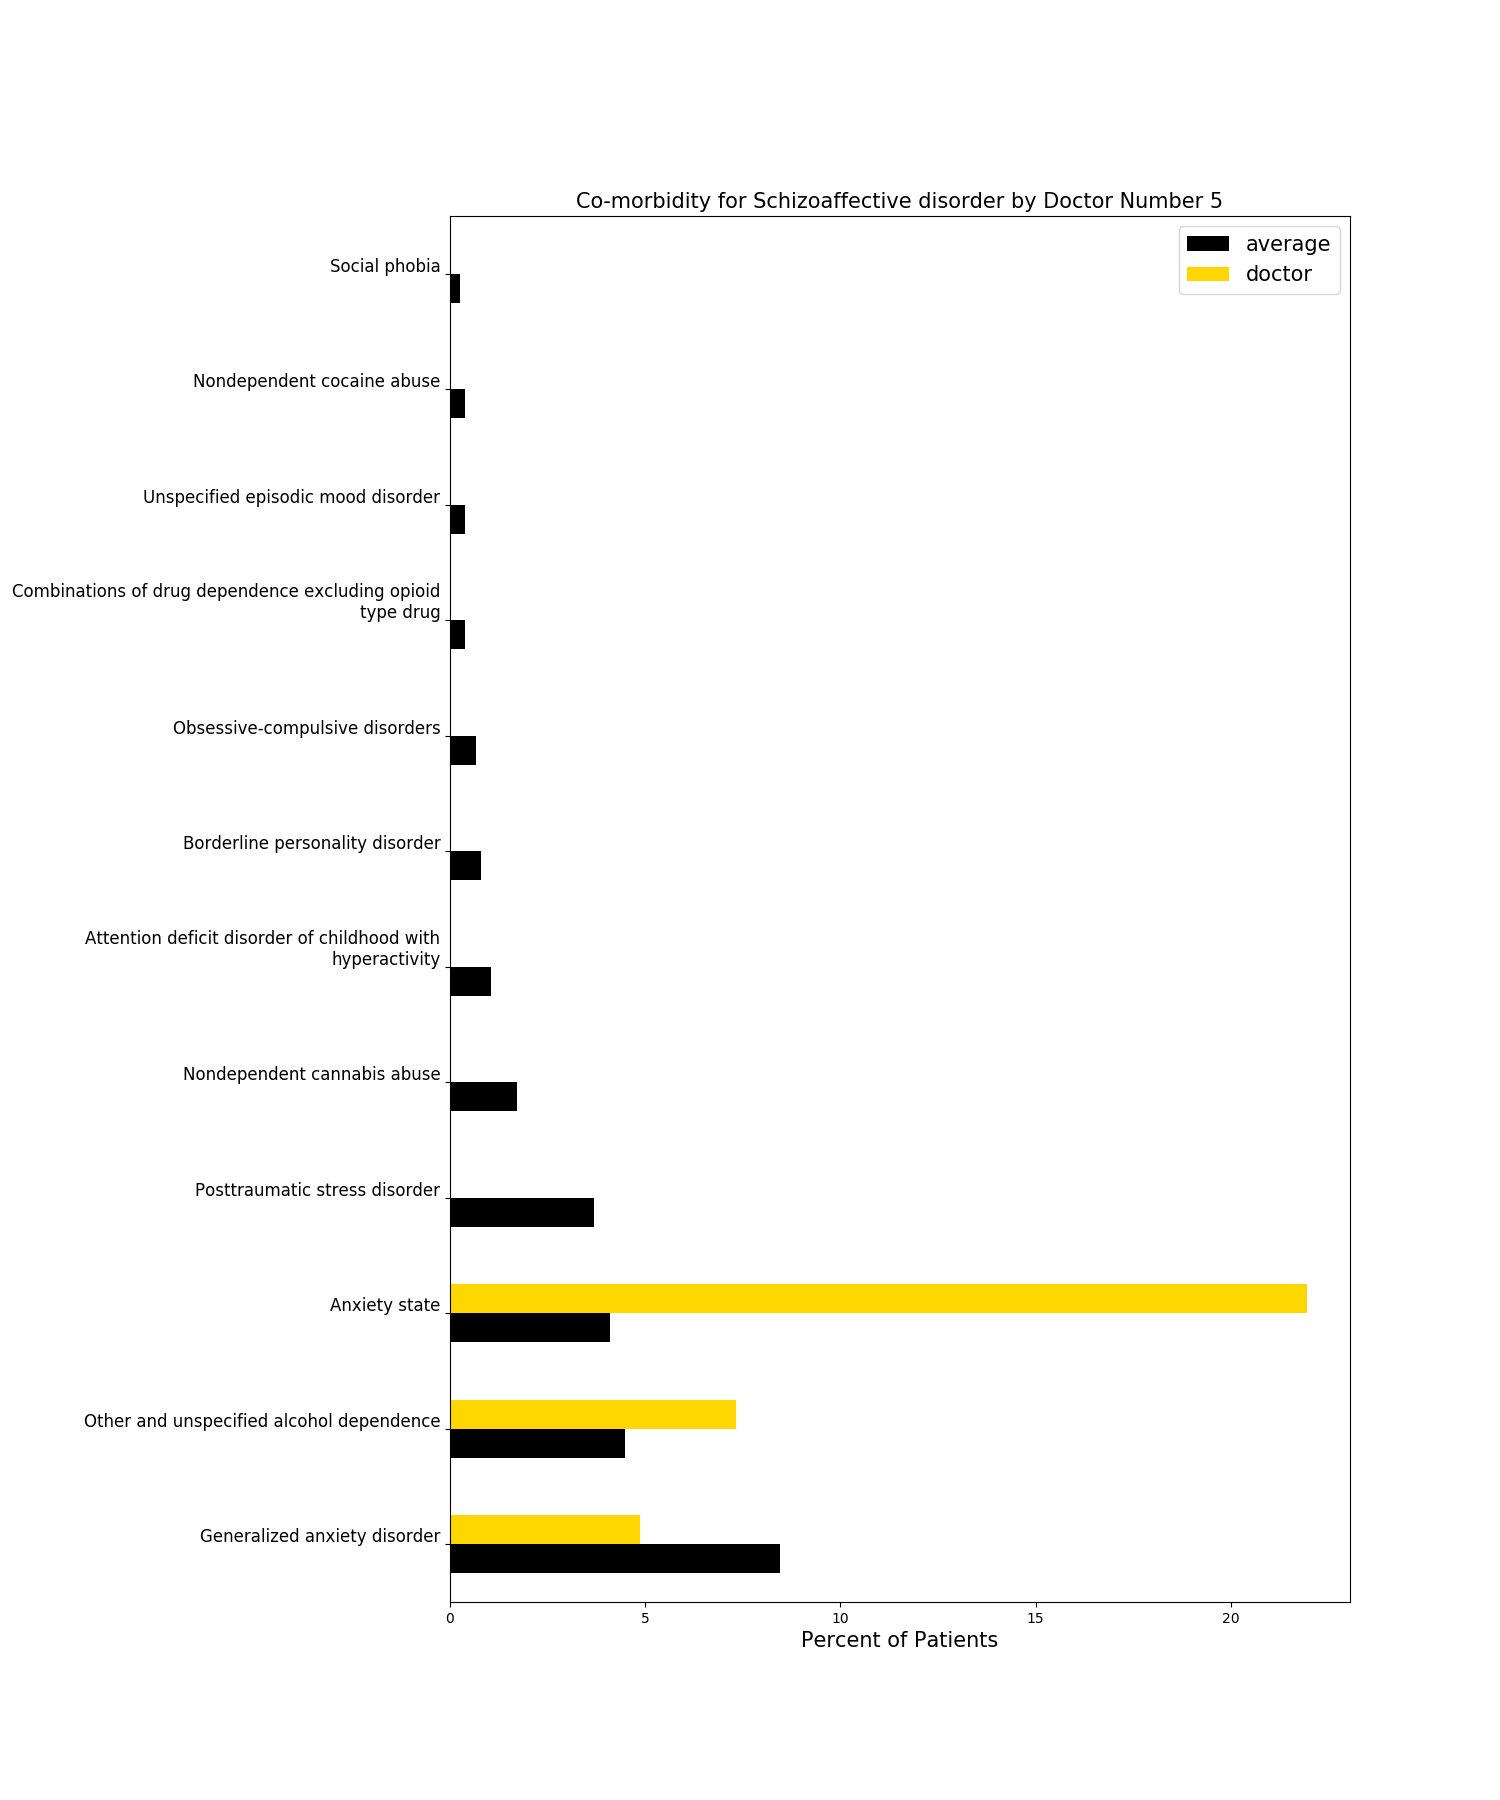 Co-morbidity for Schizoaffective disorder by Doctor Number 5
average
doctor
Social phobia
Nondependent cocaine abuse
Unspecified episodic mood disorder
Combinations of drug dependence excluding opioid
type drug
Obsessive-compulsive disorders
Borderline personality disorder
Attention deficit disorder of childhood with
hyperactivity
Nondependent cannabis abuse
Posttraumatic stress disorder
Anxiety state
Other and unspecified alcohol dependence
Generalized anxiety disorder
0 5 10 15 20
Percent of Patients